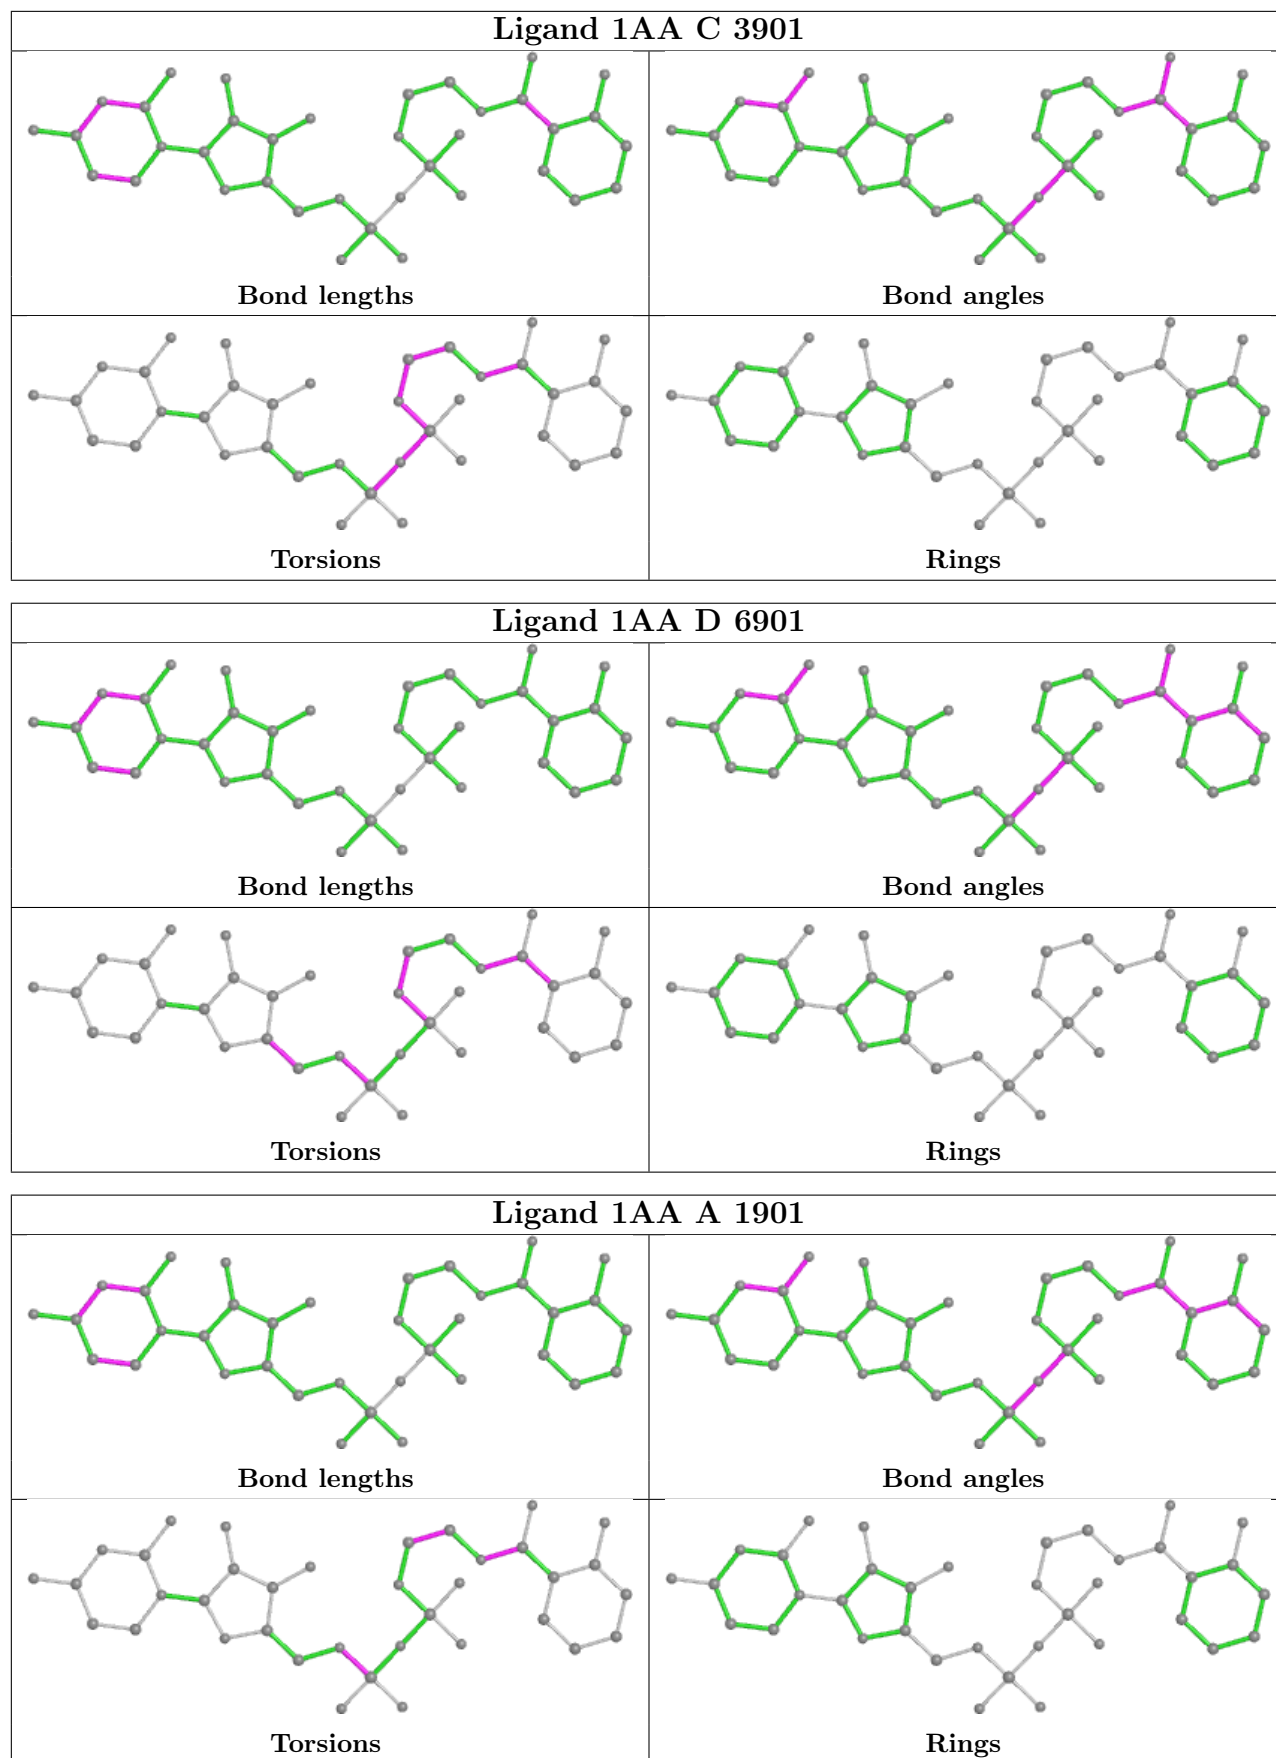 Ligand 1AA C 3901
Bond lengths
Bond angles
Torsions
Rings
Ligand 1AA D 6901
Bond lengths
Bond angles
Torsions
Rings
Ligand 1AA A 1901
Bond lengths
Bond angles
Torsions
Rings